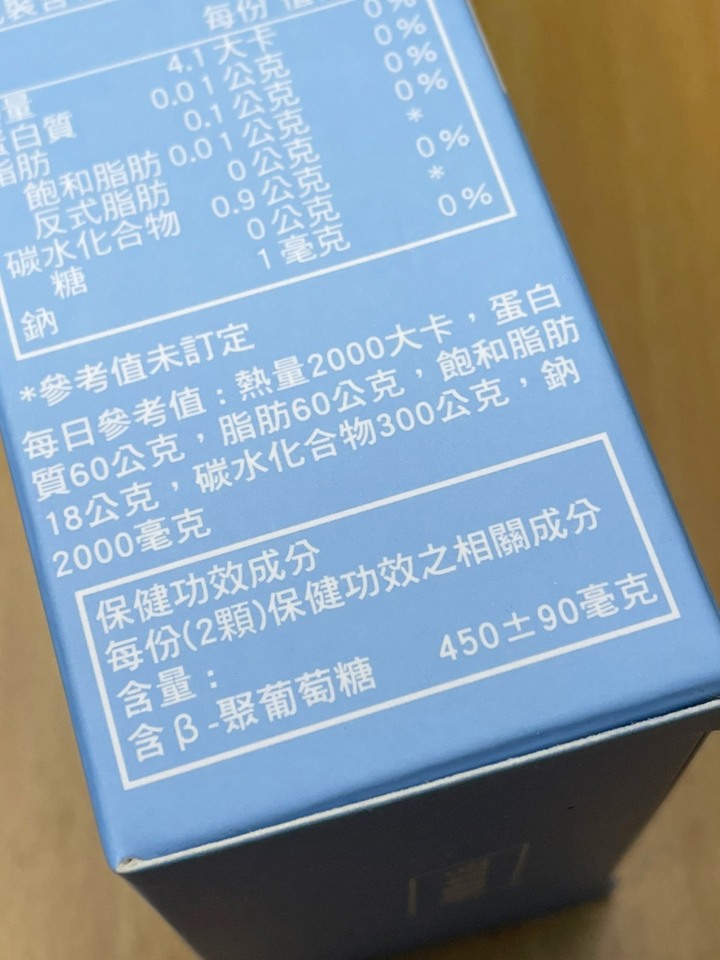 每份
量 4.1 大卡 0%
蛋白質 0.01 公克 0%
脂肪 0.1 公克 0%
飽和脂肪 0.01 公克 0%
反式脂肪 0 公克 *
碳水化合物 0.9 公克 0%
糖 0 公克 *
鈉 1 毫克 0%
*參考值未訂定
每日參考值：熱量2000大卡，蛋白
質60公克，脂肪60公克，飽和脂肪
18公克，碳水化合物300公克，鈉
2000毫克
保健功效成分
每份(2顆)保健功效之相關成分
含量：
含β-聚葡萄糖 450±90毫克